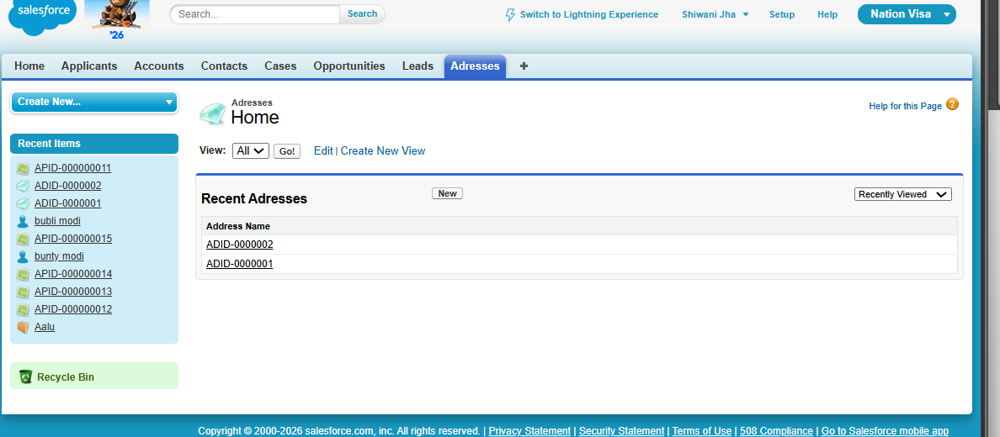 salesforce
'26
Search...
Search
Switch to Lightning Experience
Shiwani Jha
Setup
Help
Nation Visa
Home Applicants Accounts Contacts Cases Opportunities Leads Adresses +
Create New...
Recent Items
APID-000000011
ADID-0000002
ADID-0000001
bubli modi
APID-000000015
bunty modi
APID-000000014
APID-000000013
APID-000000012
Aalu
Recycle Bin
Adresses
Home
Help for this Page ?
View: All Go! Edit | Create New View
Recent Adresses
New
Recently Viewed
Address Name
ADID-0000002
ADID-0000001
Copyright © 2000-2026 salesforce.com, inc. All rights reserved. | Privacy Statement | Security Statement | Terms of Use | 508 Compliance | Go to Salesforce mobile app